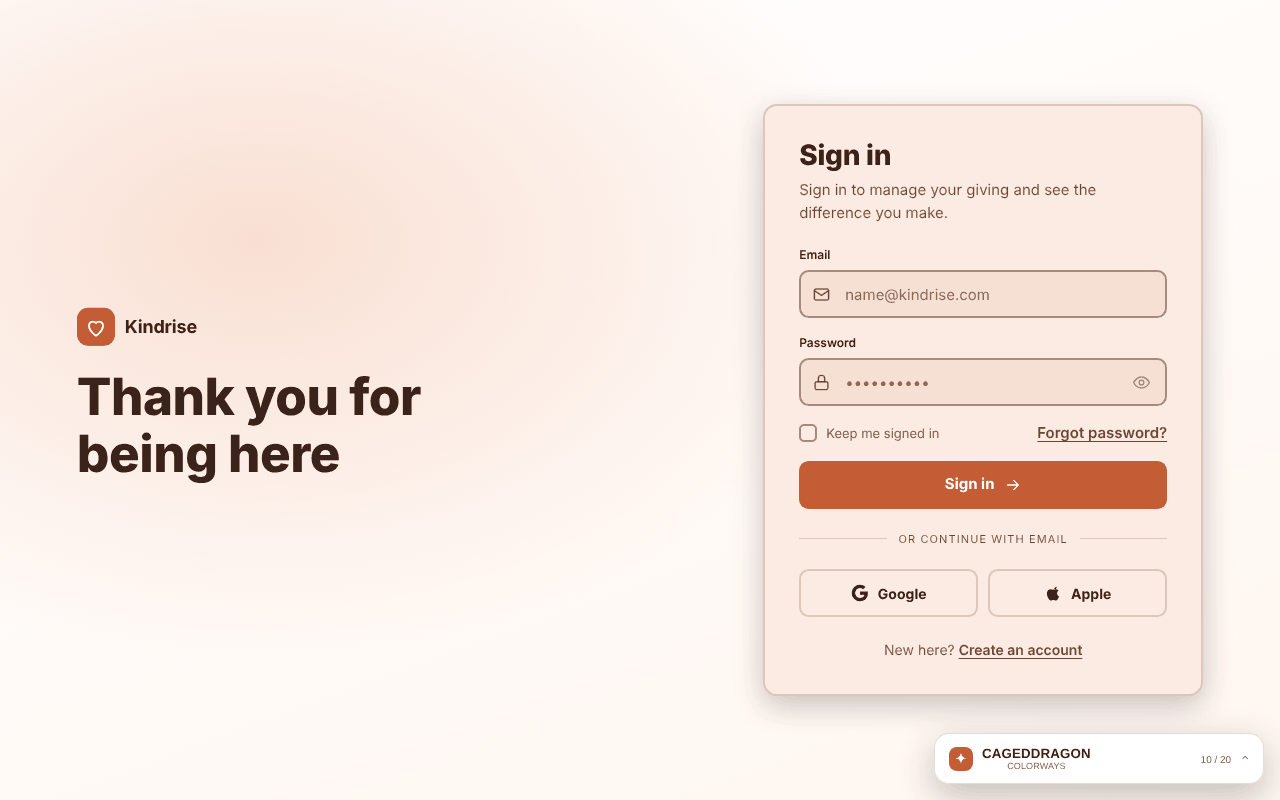 Kindrise
Thank you for
being here
Sign in
Sign in to manage your giving and see the
difference you make.
Email
name@kindrise.com
Password
••••••••••
Keep me signed in
Forgot password?
Sign in →
OR CONTINUE WITH EMAIL
Google
Apple
New here? Create an account
CAGEDDRAGON
COLORWAYS
10 / 20